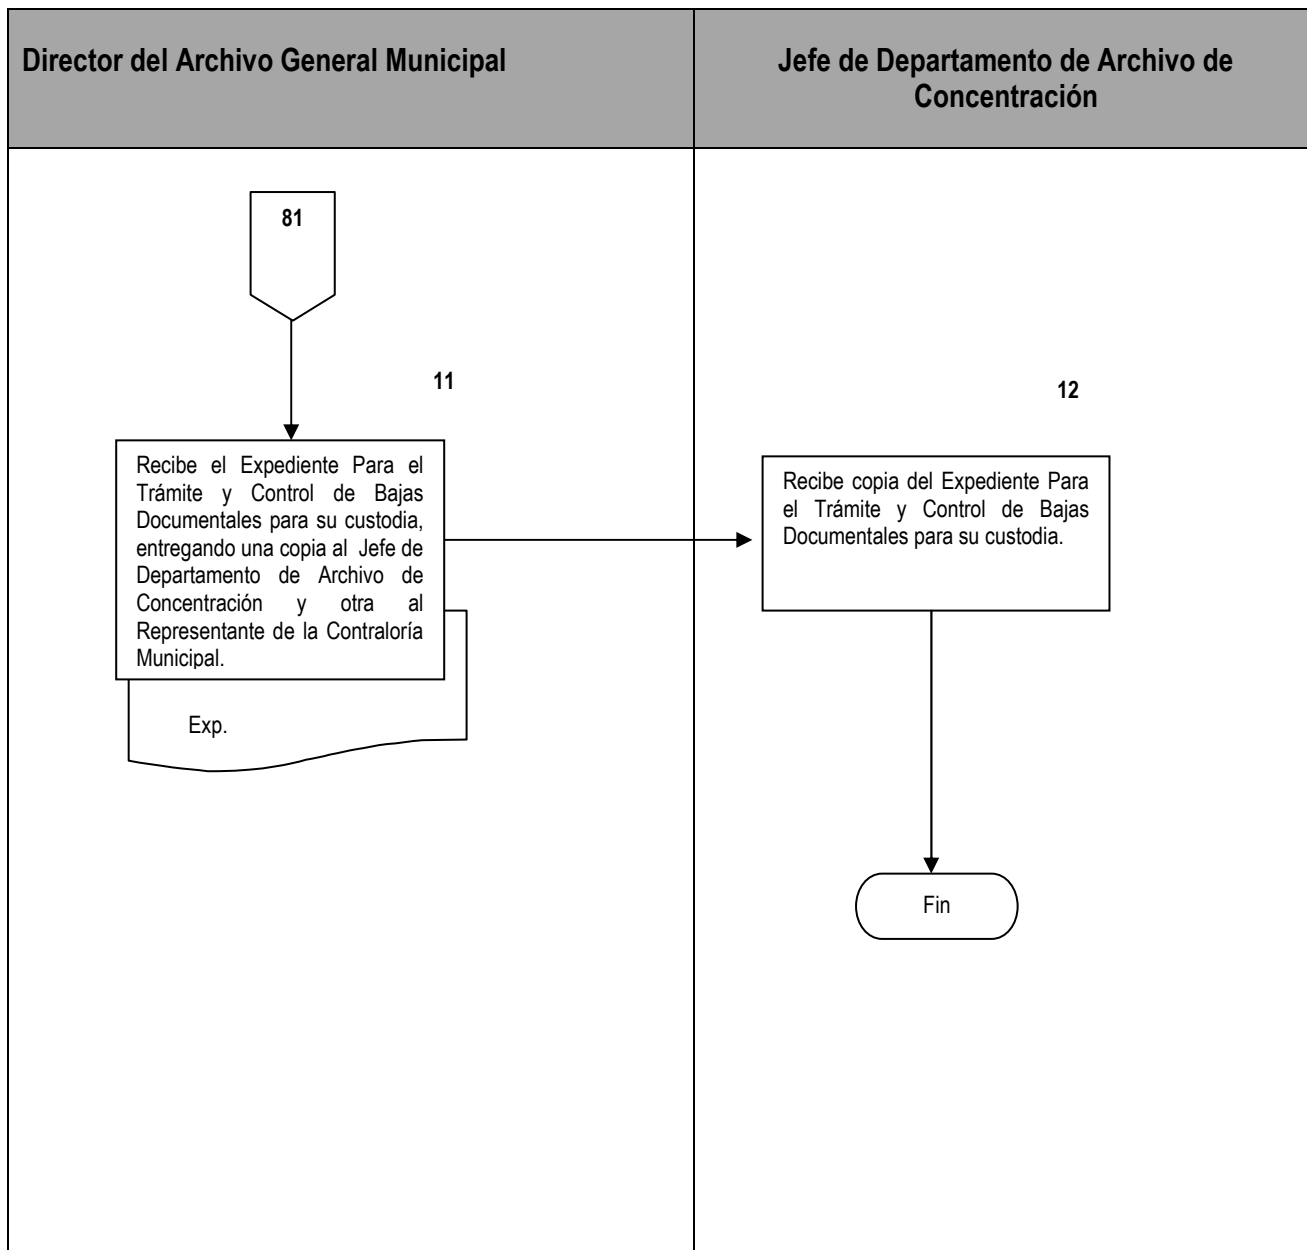 Director del Archivo General Municipal
Jefe de Departamento de Archivo de
Concentración
81
11
12
Recibe el Expediente Para el
Trámite y Control de Bajas
Documentales para su custodia,
entregando una copia al Jefe de
Departamento de Archivo de
Concentración y otra al
Representante de la Contraloría
Municipal.
Exp.
Recibe copia del Expediente Para
el Trámite y Control de Bajas
Documentales para su custodia.
Fin